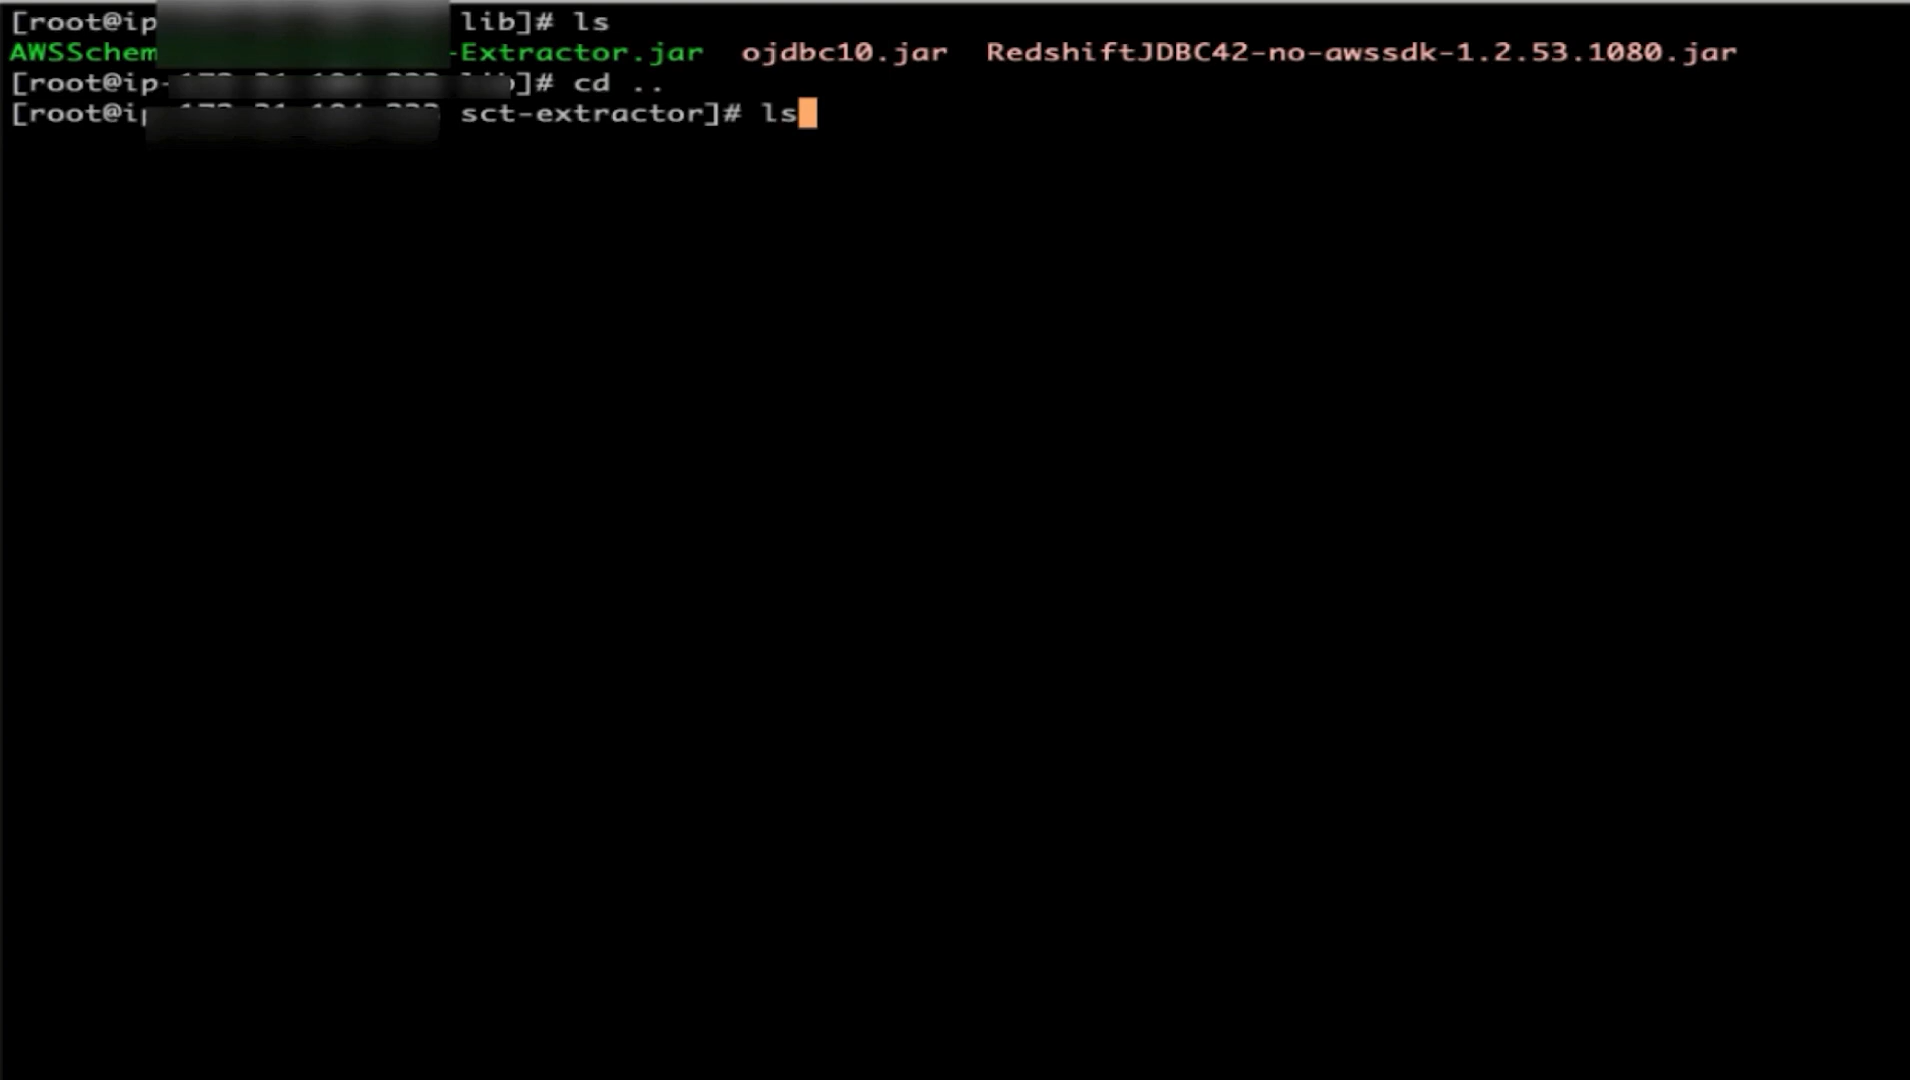 [root@ip lib]# ls
AWSSchem -Extractor.jar ojdbc10.jar RedshiftJDBC42-no-awssdk-1.2.53.1080.jar
[root@ip- ]# cd ..
[root@ip sct-extractor]# ls